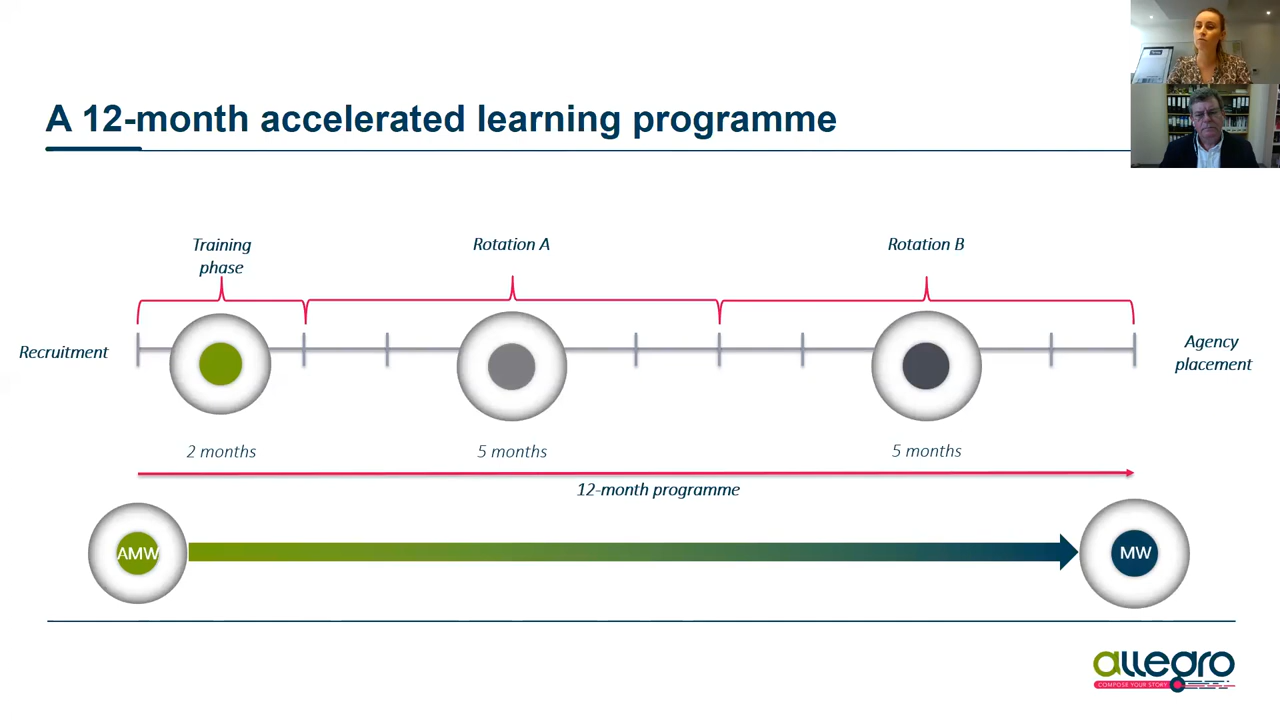 A 12-month accelerated learning programme
Training
phase
Rotation A
Rotation B
Recruitment
Agency
placement
2 months
5 months
5 months
12-month programme
AMW
MW
allegro
COMPOSE YOUR STORY